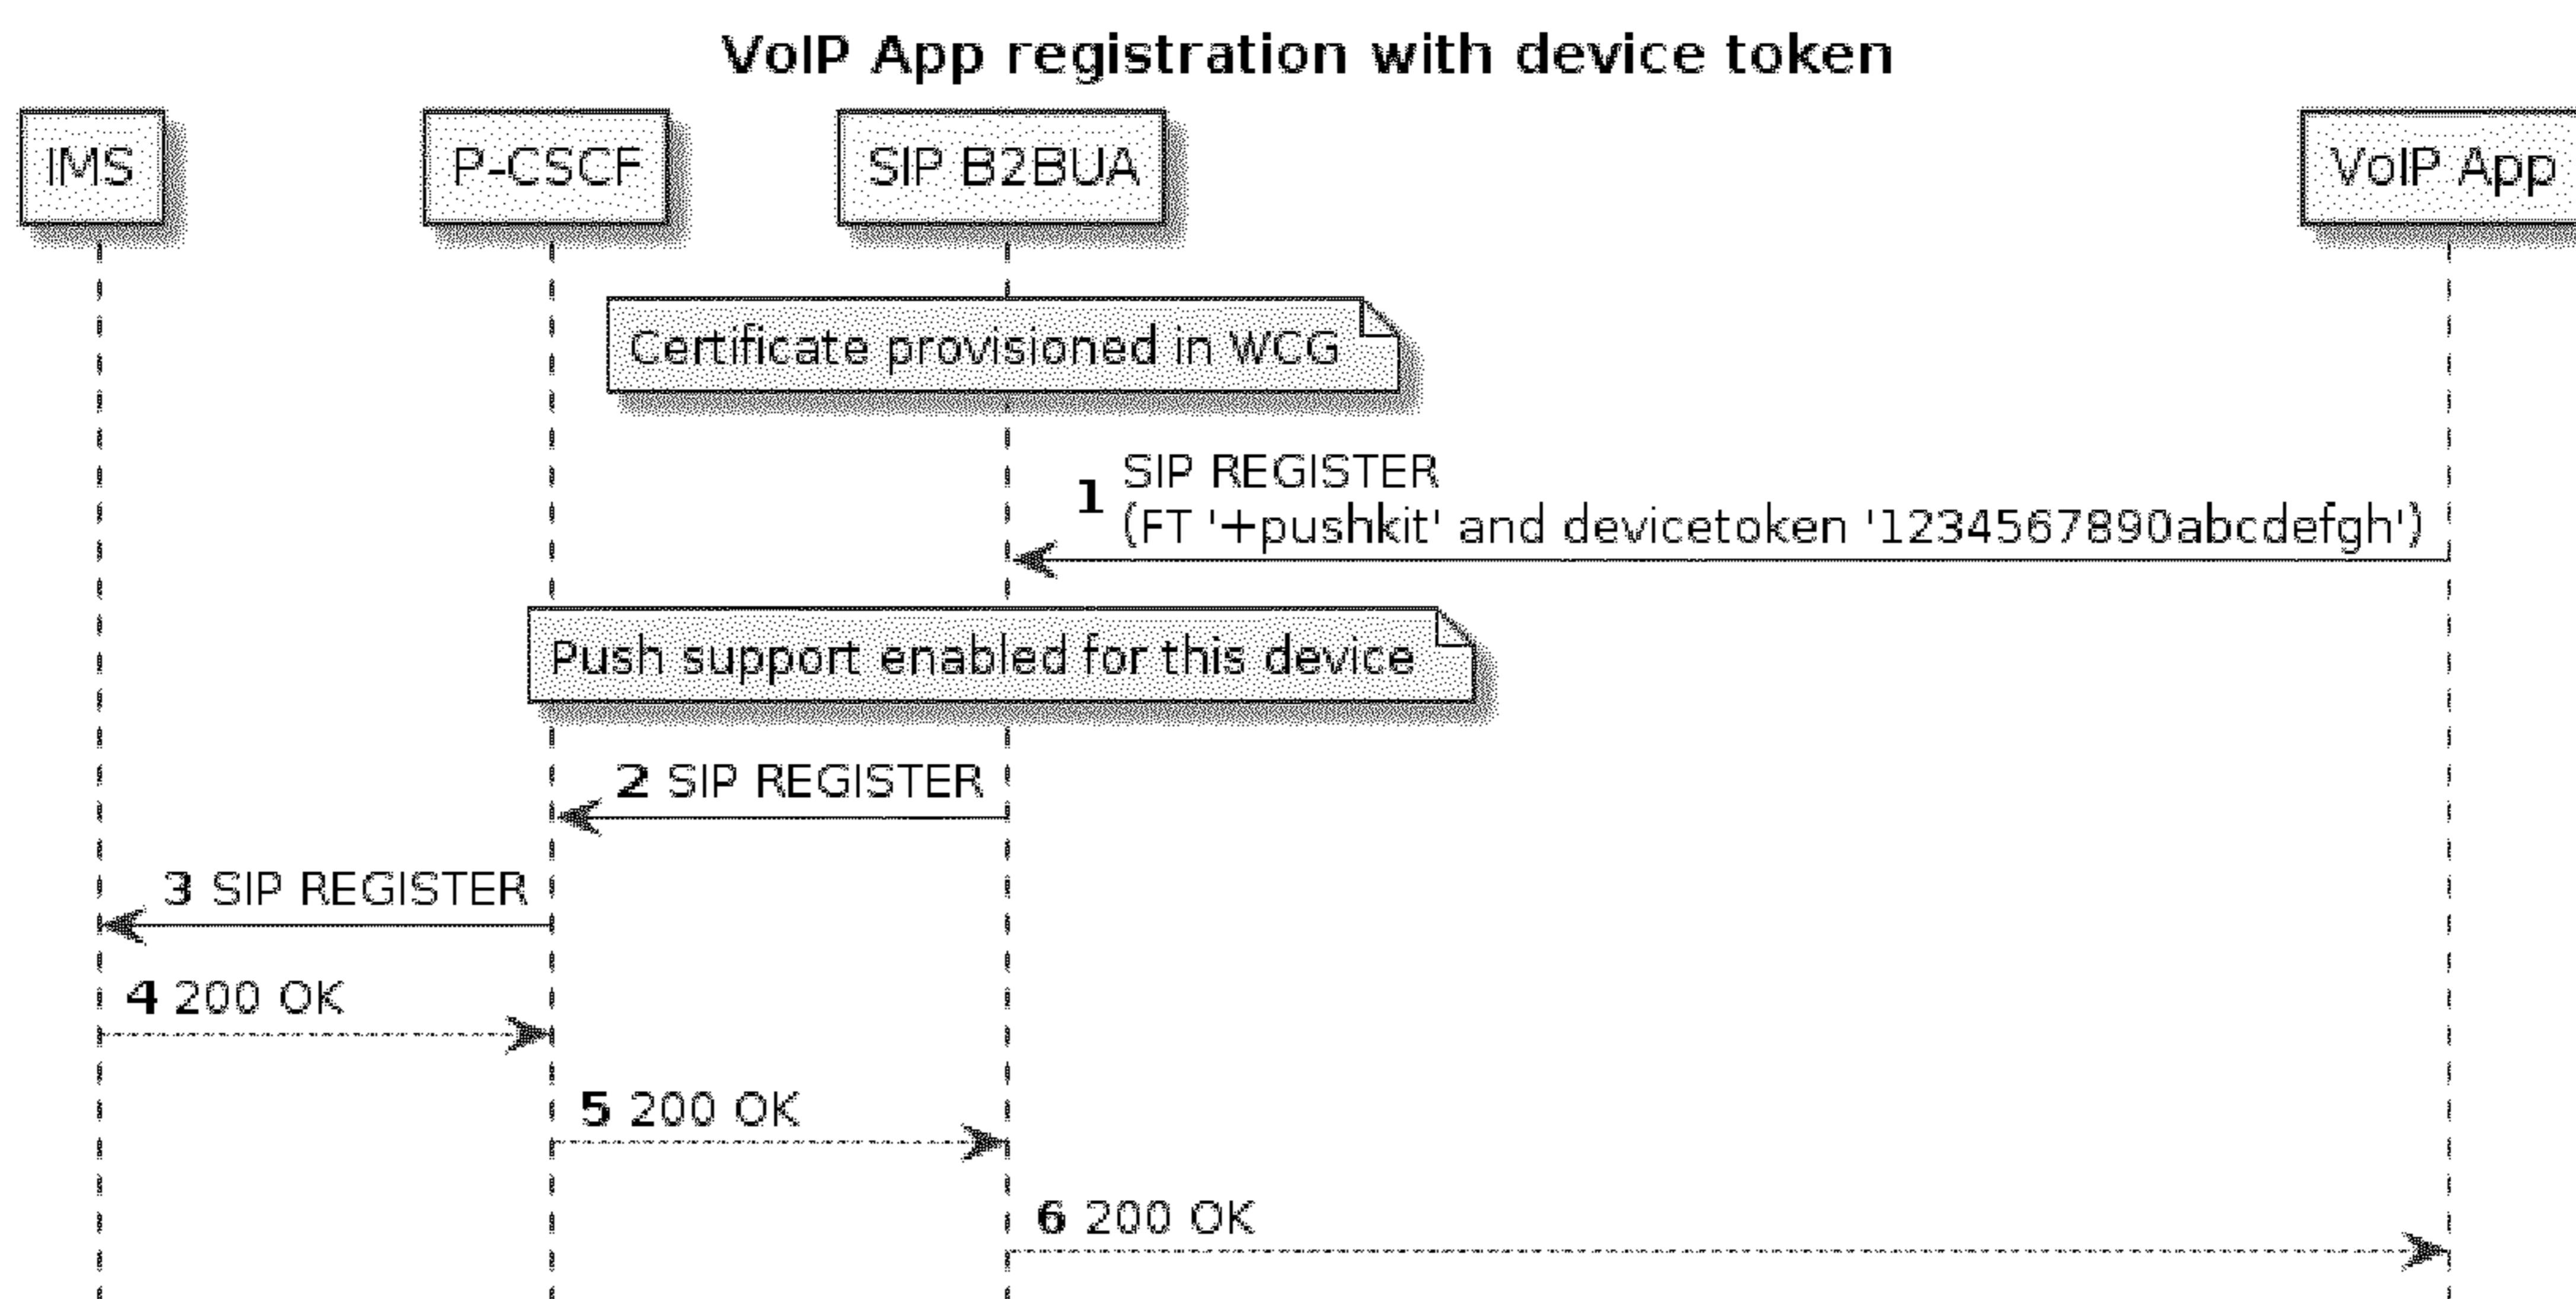 VoIP App registration with device token
IMS
P-CSCF
SIP B2BUA
VoIP App
Certificate provisioned in WCG
1 SIP REGISTER
(FT '+pushkit' and devicetoken '1234567890abcdefgh')
Push support enabled for this device
2 SIP REGISTER
3 SIP REGISTER
4 200 OK
5 200 OK
6 200 OK